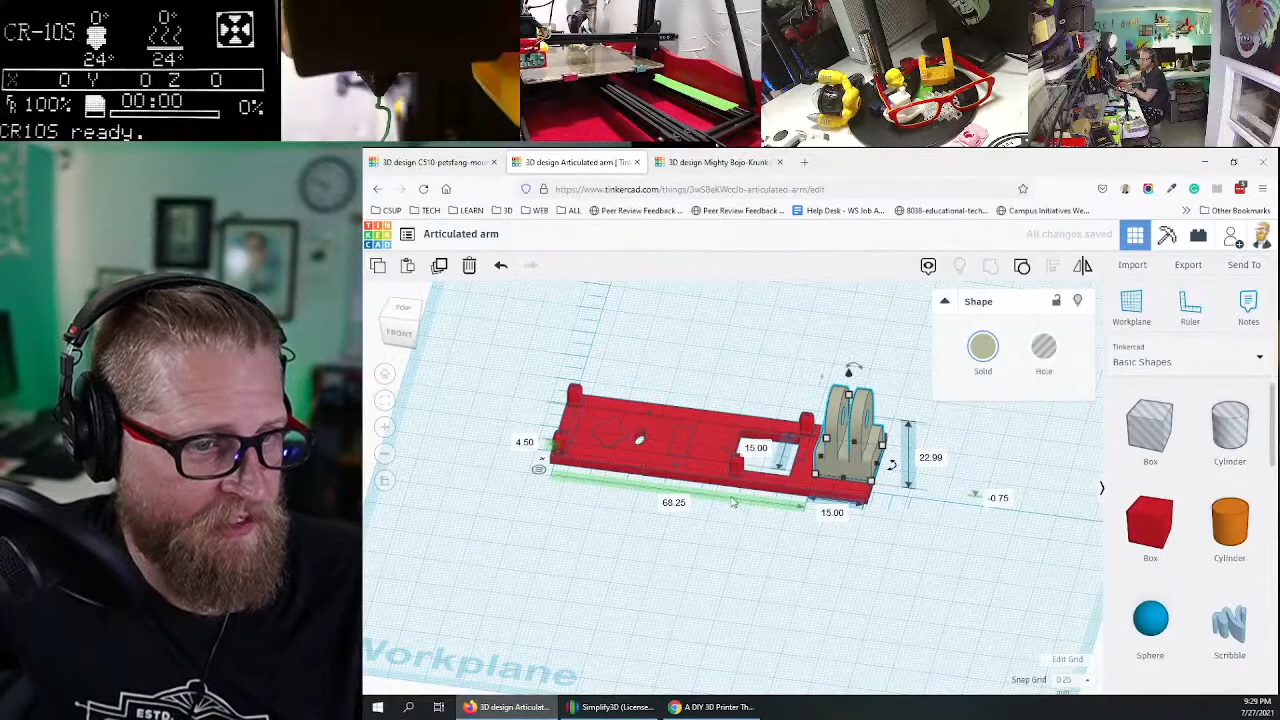 CR-10S 0° 0°
24° 24°
X 0 Y 0 Z 0
FR 100% 00:00 0%
CR10S ready.
3D design C510-petsfang-mou
3D design Articulated arm | Tin
3D design Mighty Bojo-Krunk |
https://www.tinkercad.com/things/3wS8eKWccJb-articulated-arm/edit
CSUP TECH LEARN 3D WEB ALL Peer Review Feedback ... Peer Review Feedback ... Help Desk - WS Job A... 8038-educational-tech... Campus Initiatives We... Other Bookmarks
TIN
KER
CAD
Articulated arm
All changes saved
Import Export Send To
TOP
FRONT
Shape
Solid Hole
Workplane Ruler Notes
Tinkercad
Basic Shapes
4.50
15.00
22.99
68.25
15.00
-0.75
Box Cylinder
Box Cylinder
Sphere Scribble
Workplane
Edit Grid
Snap Grid 0.25
mm
ESTD.
3D design Articulat... Simplify3D (License... A DIY 3D Printer Th...
9:29 PM
7/27/2021